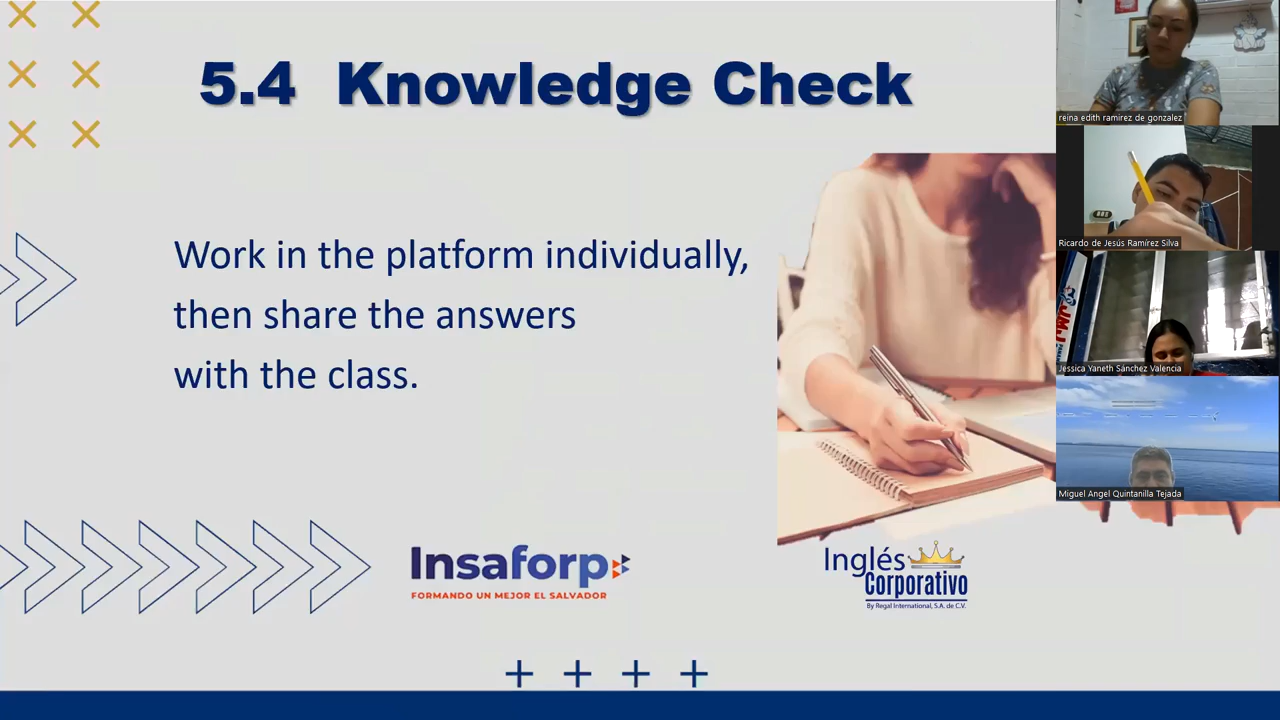 5.4 Knowledge Check
Work in the platform individually,
then share the answers
with the class.
Insaforp
FORMANDO UN MEJOR EL SALVADOR
Inglés
Corporativo
By Regal International, S.A. de C.V.
reina edith ramirez de gonzalez
Ricardo de Jesús Ramírez Silva
Jessica Yaneth Sánchez Valencia
Miguel Angel Quintanilla Tejada